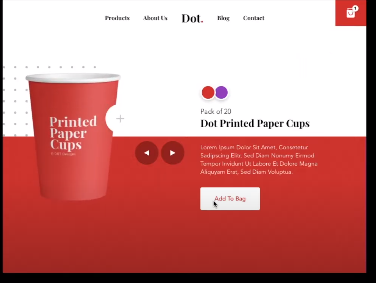 Products About Us Dot. Blog Contact
1
Printed
Paper
Cups
Pack of 20
Dot Printed Paper Cups
Lorem Ipsum Dolor Sit Amet, Consetetur
Sadipscing Elitr, Sed Diam Nonumy Eirmod
Tempor Invidunt Ut Labore Et Dolore Magna
Aliquyam Erat, Sed Diam Voluptua.
Add To Bag